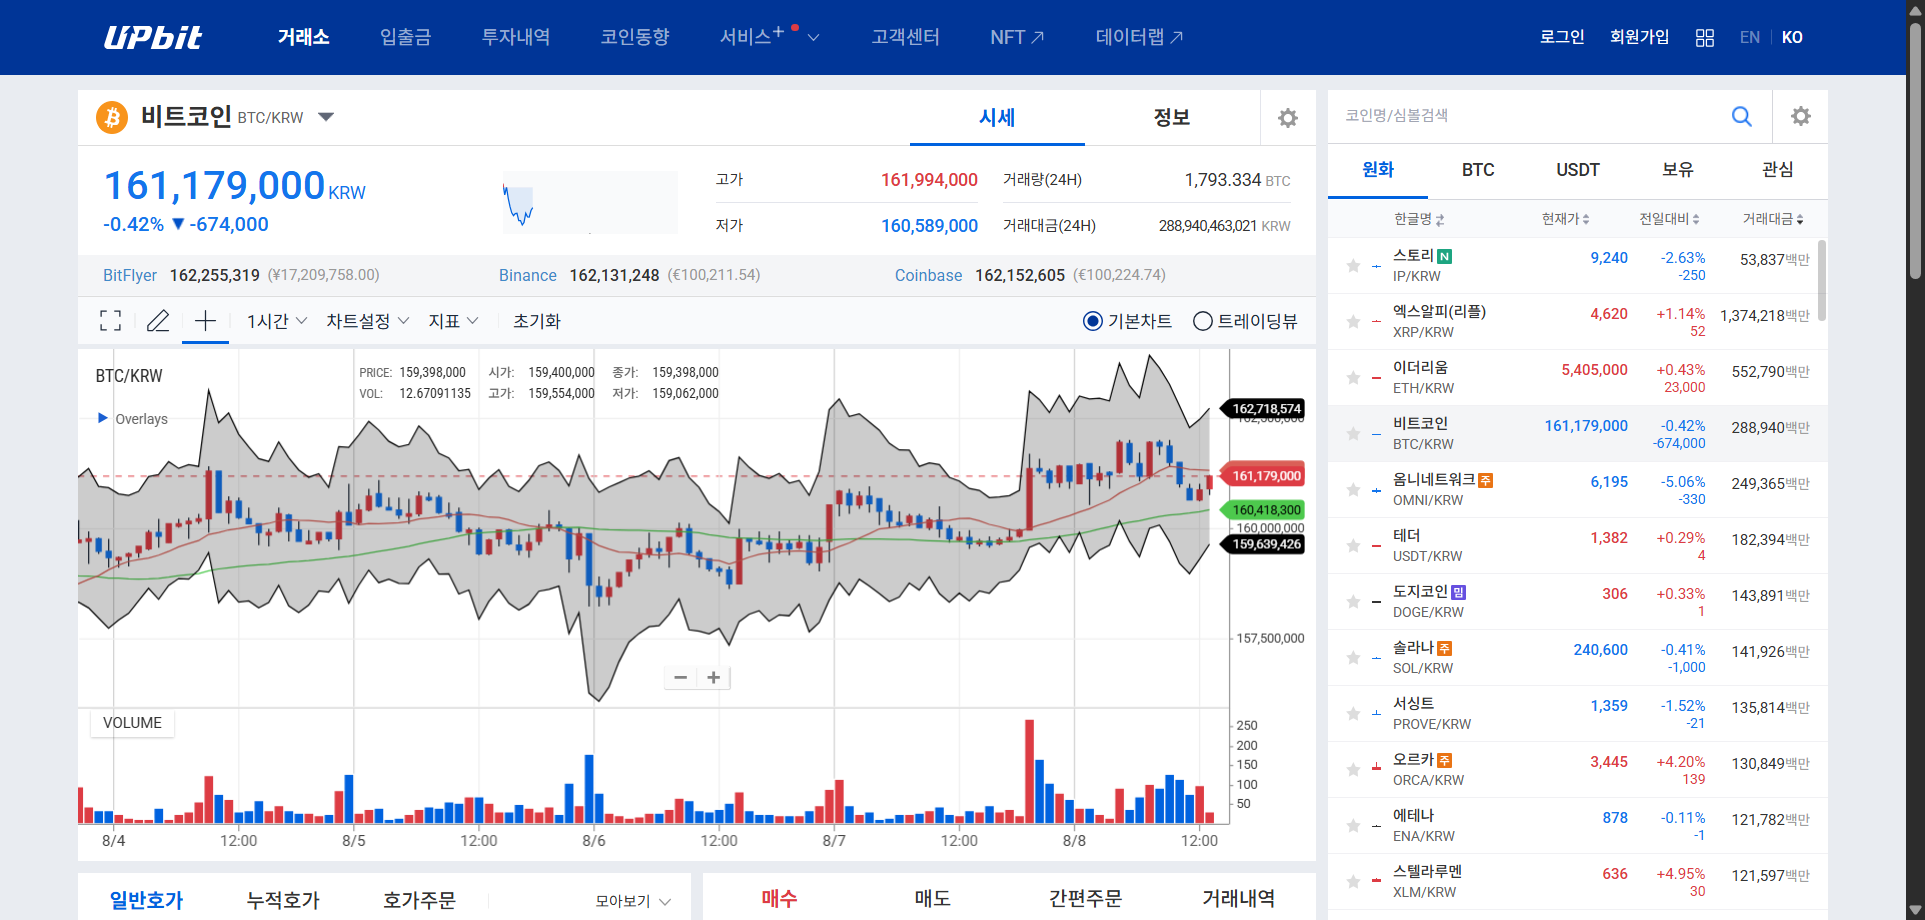 UPbit 거래소 입출금 투자내역 코인동향 서비스+ 고객센터 NFT 데이터랩 로그인 회원가입 EN KO
비트코인 BTC/KRW 시세 정보
161,179,000 KRW
-0.42% ▼ -674,000
고가 161,994,000 거래량(24H) 1,793.334 BTC
저가 160,589,000 거래대금(24H) 288,940,463,021 KRW
BitFlyer 162,255,319 (¥17,209,758.00) Binance 162,131,248 (€100,211.54) Coinbase 162,152,605 (€100,224.74)
1시간 차트설정 지표 초기화 기본차트 트레이딩뷰
BTC/KRW
PRICE: 159,398,000 시가: 159,400,000 종가: 159,398,000
VOL: 12.67091135 고가: 159,554,000 저가: 159,062,000
Overlays
162,718,574
161,179,000
160,418,300
160,000,000
159,639,426
157,500,000
VOLUME
250
200
150
100
50
8/4 12:00 8/5 12:00 8/6 12:00 8/7 12:00 8/8 12:00
일반호가 누적호가 호가주문 모아보기
매수 매도 간편주문 거래내역
코인명/심볼검색
원화 BTC USDT 보유 관심
한글명 현재가 전일대비 거래대금
스토리 N 9,240 -2.63% 53,837백만
IP/KRW -250
엑스알피(리플) 4,620 +1.14% 1,374,218백만
XRP/KRW 52
이더리움 5,405,000 +0.43% 552,790백만
ETH/KRW 23,000
비트코인 161,179,000 -0.42% 288,940백만
BTC/KRW -674,000
옴니네트워크 주 6,195 -5.06% 249,365백만
OMNI/KRW -330
테더 1,382 +0.29% 182,394백만
USDT/KRW 4
도지코인 밈 306 +0.33% 143,891백만
DOGE/KRW 1
솔라나 주 240,600 -0.41% 141,926백만
SOL/KRW -1,000
서싱트 1,359 -1.52% 135,814백만
PROVE/KRW -21
오르카 주 3,445 +4.20% 130,849백만
ORCA/KRW 139
에테나 878 -0.11% 121,782백만
ENA/KRW -1
스텔라루멘 636 +4.95% 121,597백만
XLM/KRW 30